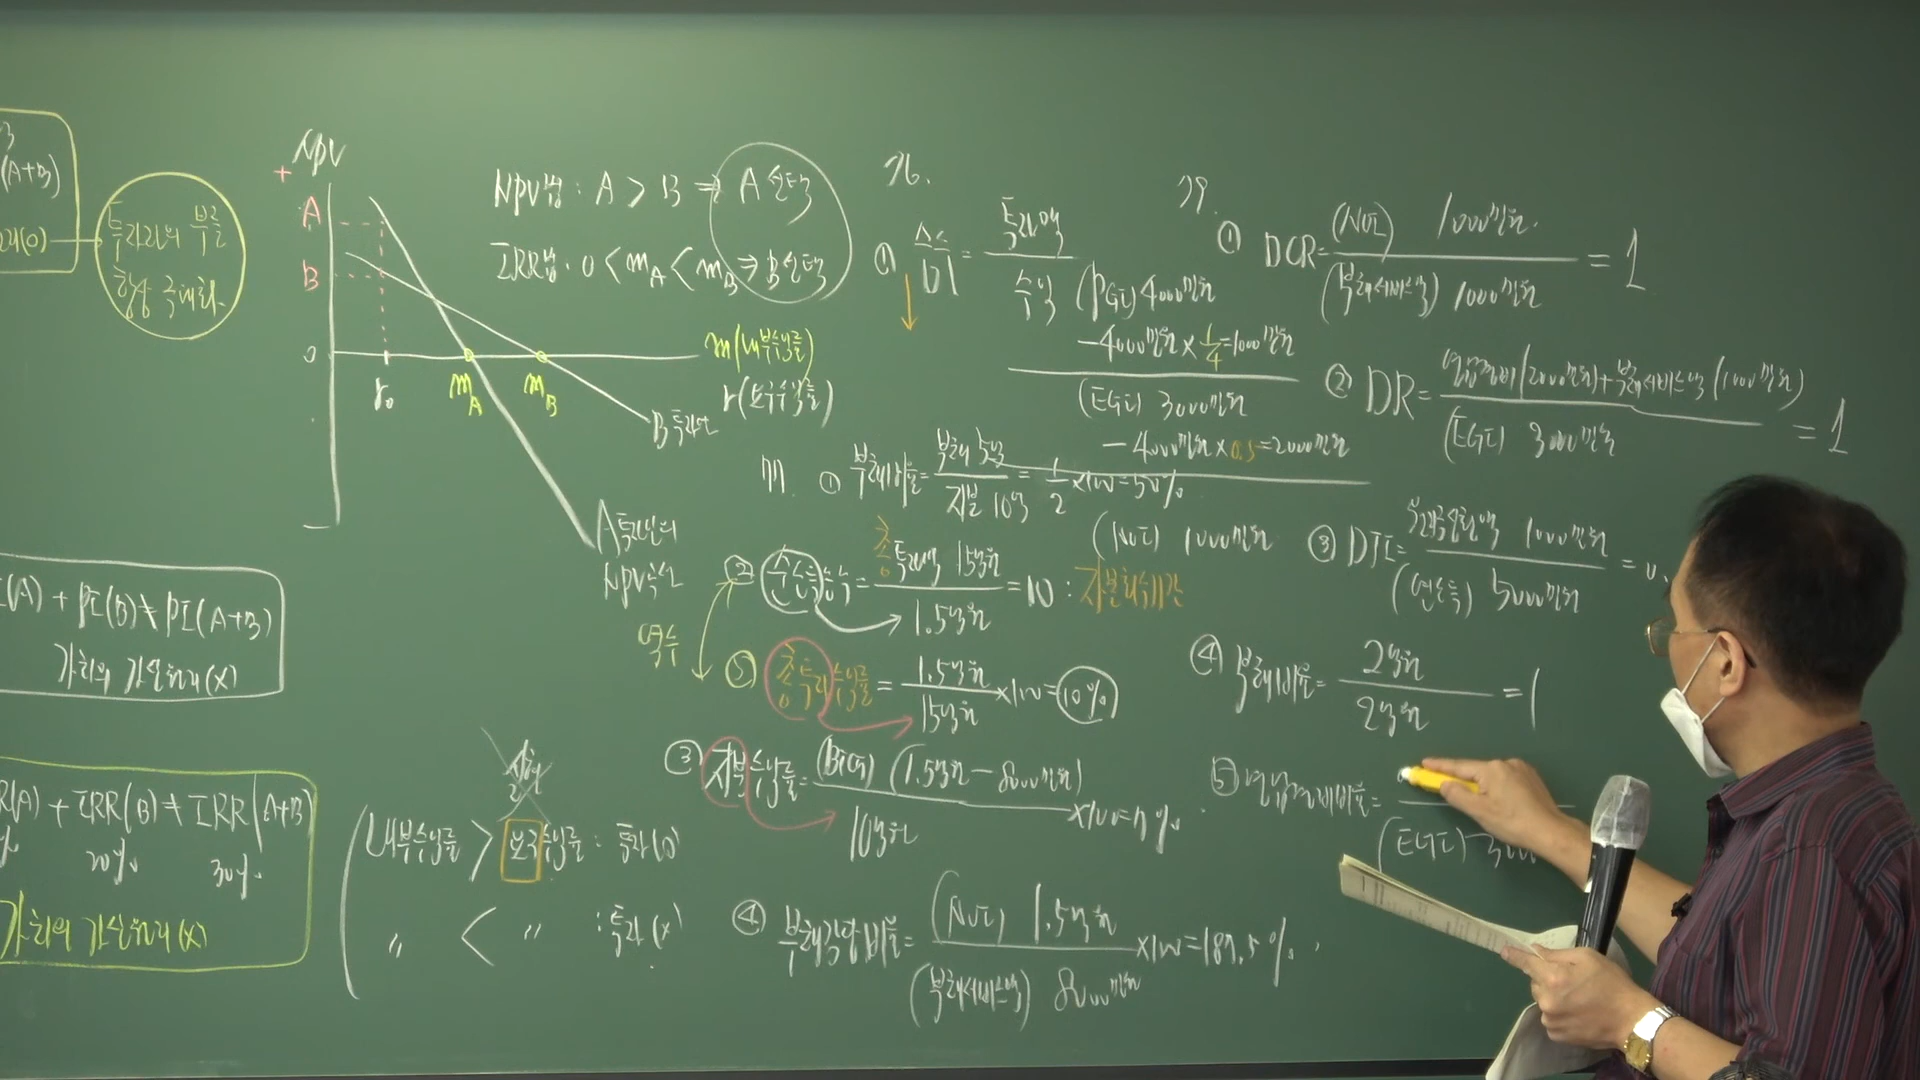 (A+B)
투자자의 부를
항상 극대화.
PI(B) ≠ PI(A+B)
가치의 가산원리(X)
IRR(B) ≠ IRR(A+B)
20%
30%
가치의 가산원리(X)
NPV
+
A
B
0
r₀
m_A
m_B
m(내부수익률)
r(요구수익률)
B투자안
A투자안의
NPV곡선
NPV법 : A > B ⇒ A 선택
IRR법 : 0 < m_A < m_B ⇒ B 선택
내부수익률 > 요구수익률 : 투자(O)
〃 < 〃 : 투자(X)
76.
투자액
수익
(PGI) 4000만원
-4000만원 × 1/4 = 1000만원
(EGI) 3000만원
-4000만원 × 0.5 = 2000만원
(NOI) 1000만원
77.
① 부채비율 = 부채 5억 / 지분 10억 = 1/2 × 100 = 50%
② 순소득승수 = 총투자액 15억원 / 1.5억원 = 10 : 자본회수기간
역수
⑤ 총투자수익률 = 1.5억원 / 15억원 × 100 = 10%
③ 지분수익률 = (BTCF) (1.5억원 - 8000만원) / 10억원 × 100 = 7%
④ 부채감당비율 = (NOI) 1.5억원 / (부채서비스액) 8000만원 × 100 = 187.5%
79.
① DCR = (NOI) 1000만원 / (부채서비스액) 1000만원 = 1
② DR = 영업경비(2000만원) + 부채서비스액(1000만원) / (EGI) 3000만원 = 1
③ DTI = 1000만원 / (연소득) 5000만원 = 0.
④ 부채비율 = 2억원 / 2억원 = 1
⑤ 영업경비비율 =
(EGI) 3000